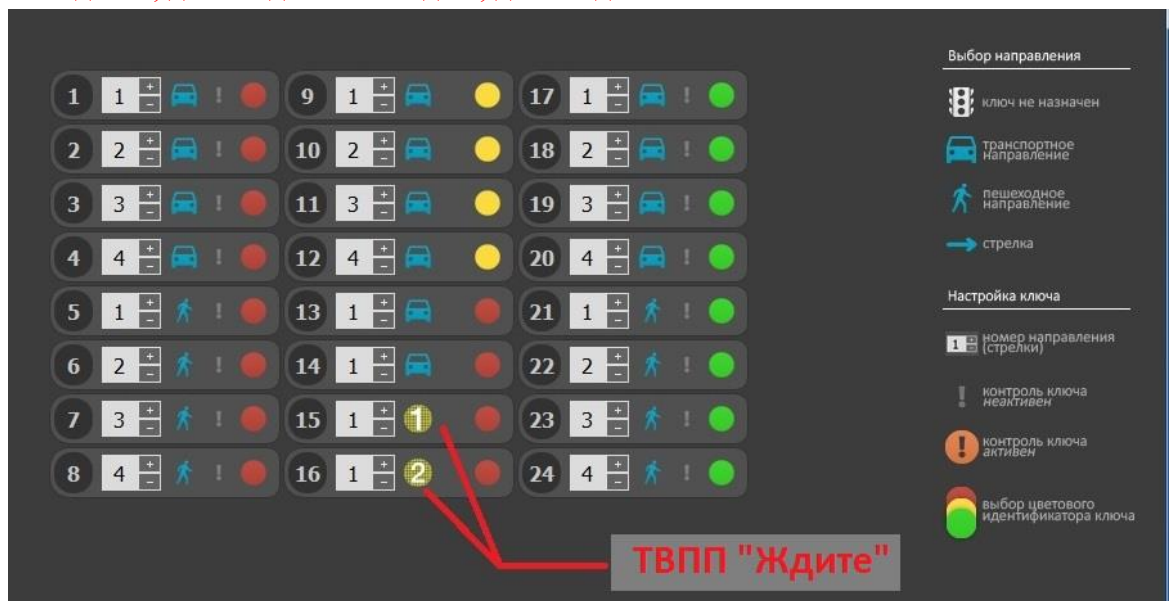 1 1 + - ! 9 1 + - 17 1 + - !
2 2 + - ! 10 2 + - 18 2 + - !
3 3 + - ! 11 3 + - 19 3 + - !
4 4 + - ! 12 4 + - 20 4 + - !
5 1 + - ! 13 1 + - 21 1 + - !
6 2 + - ! 14 1 + - 22 2 + - !
7 3 + - ! 15 1 + - 1 23 3 + - !
8 4 + - ! 16 1 + - 2 24 4 + - !
ТВПП "Ждите"
Выбор направления
ключ не назначен
транспортное
направление
пешеходное
направление
стрелка
Настройка ключа
1 номер направления
(стрелки)
! контроль ключа
неактивен
! контроль ключа
активен
выбор цветового
идентификатора ключа